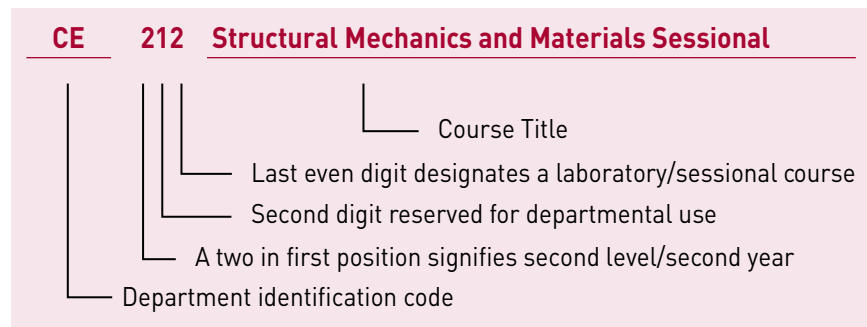 CE 212 Structural Mechanics and Materials Sessional
Course Title
Last even digit designates a laboratory/sessional course
Second digit reserved for departmental use
A two in first position signifies second level/second year
Department identification code